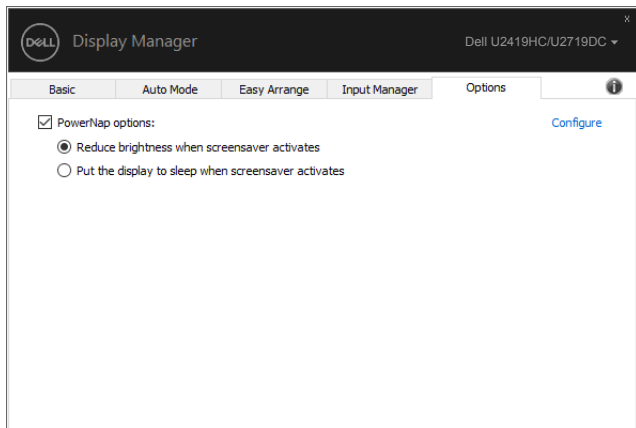 x
DELL Display Manager Dell U2419HC/U2719DC
Basic Auto Mode Easy Arrange Input Manager Options i
PowerNap options: Configure
Reduce brightness when screensaver activates
Put the display to sleep when screensaver activates